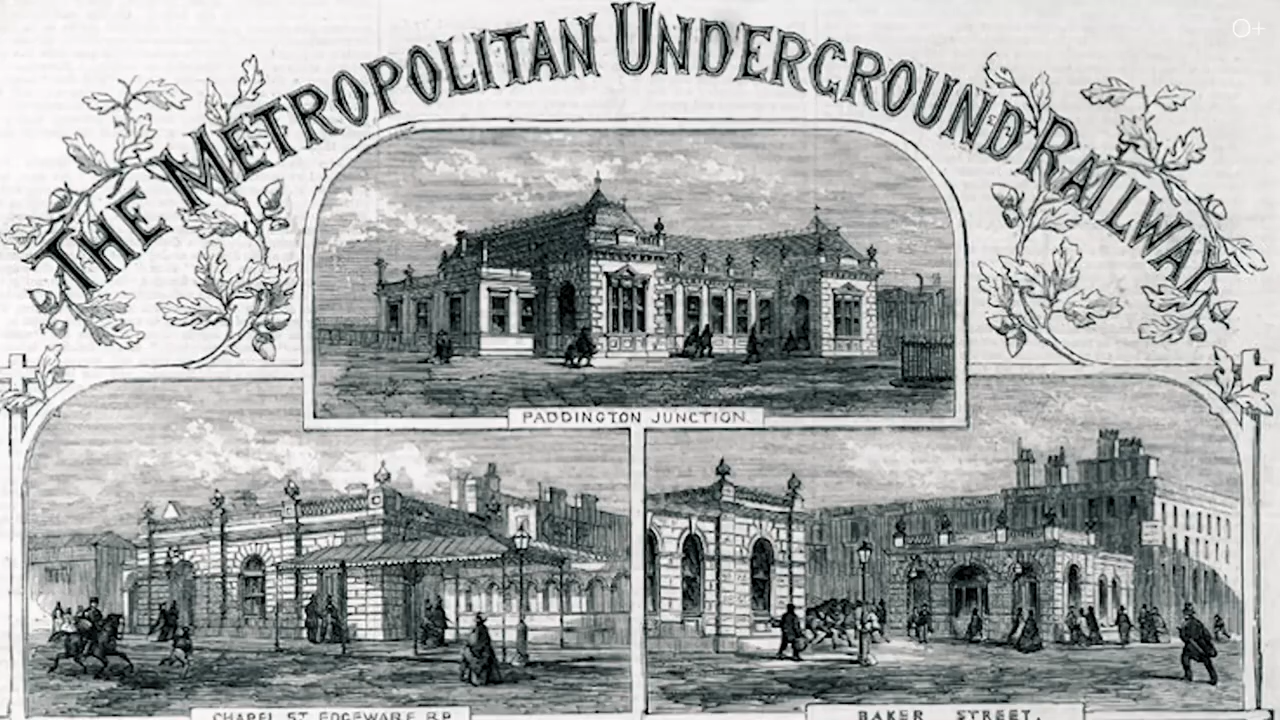 O+
THE METROPOLITAN UNDERGROUND RAILWAY
PADDINGTON JUNCTION
CHAPEL ST EDGEWARE RD
BAKER STREET.